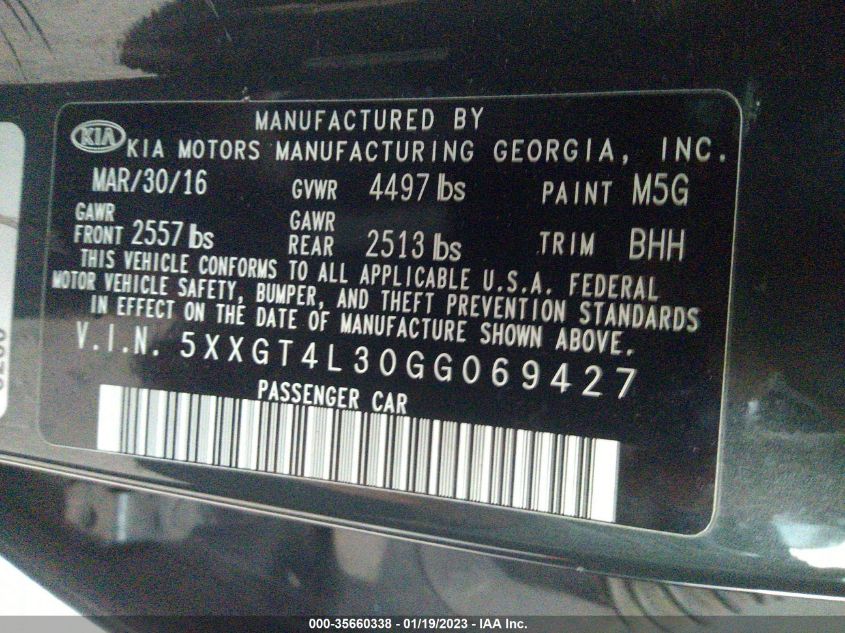 MANUFACTURED BY
KIA KIA MOTORS MANUFACTURING GEORGIA, INC.
MAR/30/16 GVWR 4497 lbs PAINT M5G
GAWR FRONT 2557 lbs GAWR REAR 2513 lbs TRIM BHH
THIS VEHICLE CONFORMS TO ALL APPLICABLE U.S.A. FEDERAL
MOTOR VEHICLE SAFETY, BUMPER, AND THEFT PREVENTION STANDARDS
IN EFFECT ON THE DATE OF MANUFACTURE SHOWN ABOVE.
V.I.N. 5XXGT4L30GG069427
PASSENGER CAR
000-35660338 - 01/19/2023 - IAA Inc.